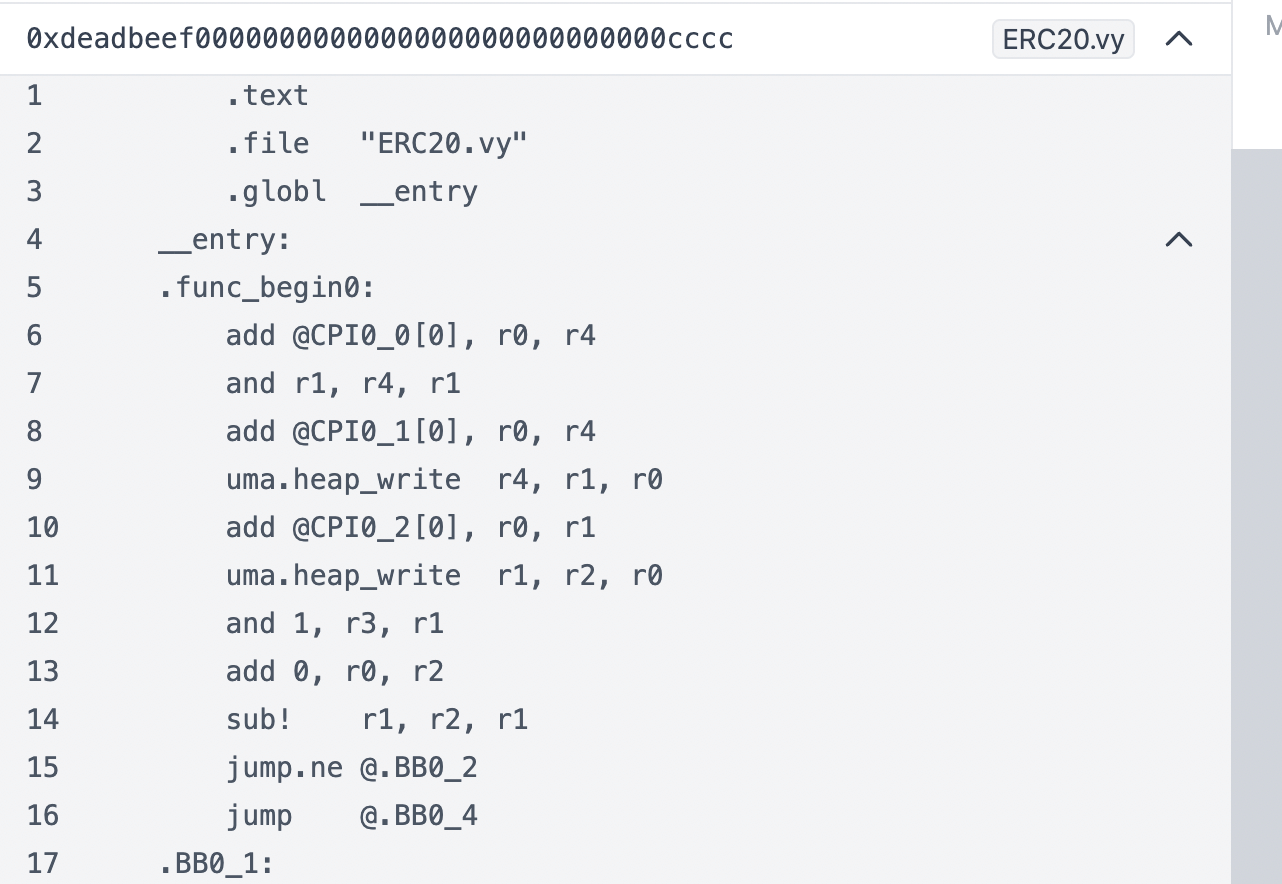 0xdeadbeef0000000000000000000000000000cccc ERC20.vy
1 .text
2 .file "ERC20.vy"
3 .globl __entry
4 __entry:
5 .func_begin0:
6 add @CPI0_0[0], r0, r4
7 and r1, r4, r1
8 add @CPI0_1[0], r0, r4
9 uma.heap_write r4, r1, r0
10 add @CPI0_2[0], r0, r1
11 uma.heap_write r1, r2, r0
12 and 1, r3, r1
13 add 0, r0, r2
14 sub! r1, r2, r1
15 jump.ne @.BB0_2
16 jump @.BB0_4
17 .BB0_1: